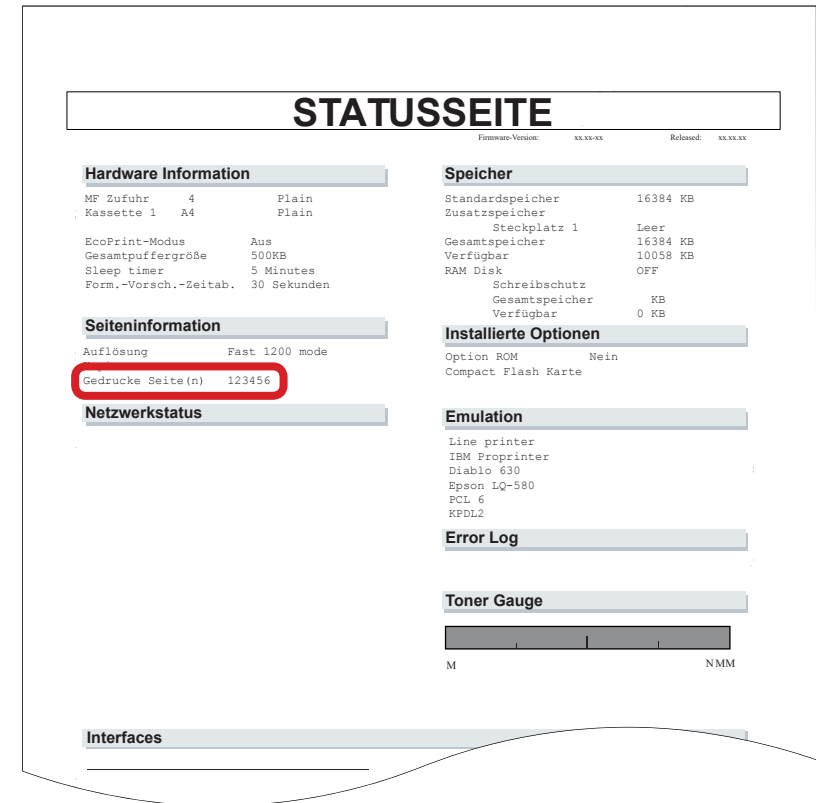 STATUSSEITE
Firmware-Version: xx.xx-xx Released: xx.xx.xx
Hardware Information
MF Zufuhr 4 Plain
Kassette 1 A4 Plain
EcoPrint-Modus Aus
Gesamtpuffergröße 500KB
Sleep timer 5 Minutes
Form.-Vorsch.-Zeitab. 30 Sekunden
Seiteninformation
Auflösung Fast 1200 mode
Gedrucke Seite(n) 123456
Netzwerkstatus
Speicher
Standardspeicher 16384 KB
Zusatzspeicher
Steckplatz 1 Leer
Gesamtspeicher 16384 KB
Verfügbar 10058 KB
RAM Disk OFF
Schreibschutz
Gesamtspeicher KB
Verfügbar 0 KB
Installierte Optionen
Option ROM Nein
Compact Flash Karte
Emulation
Line printer
IBM Proprinter
Diablo 630
Epson LQ-580
PCL 6
KPDL2
Error Log
Toner Gauge
M NMM
Interfaces